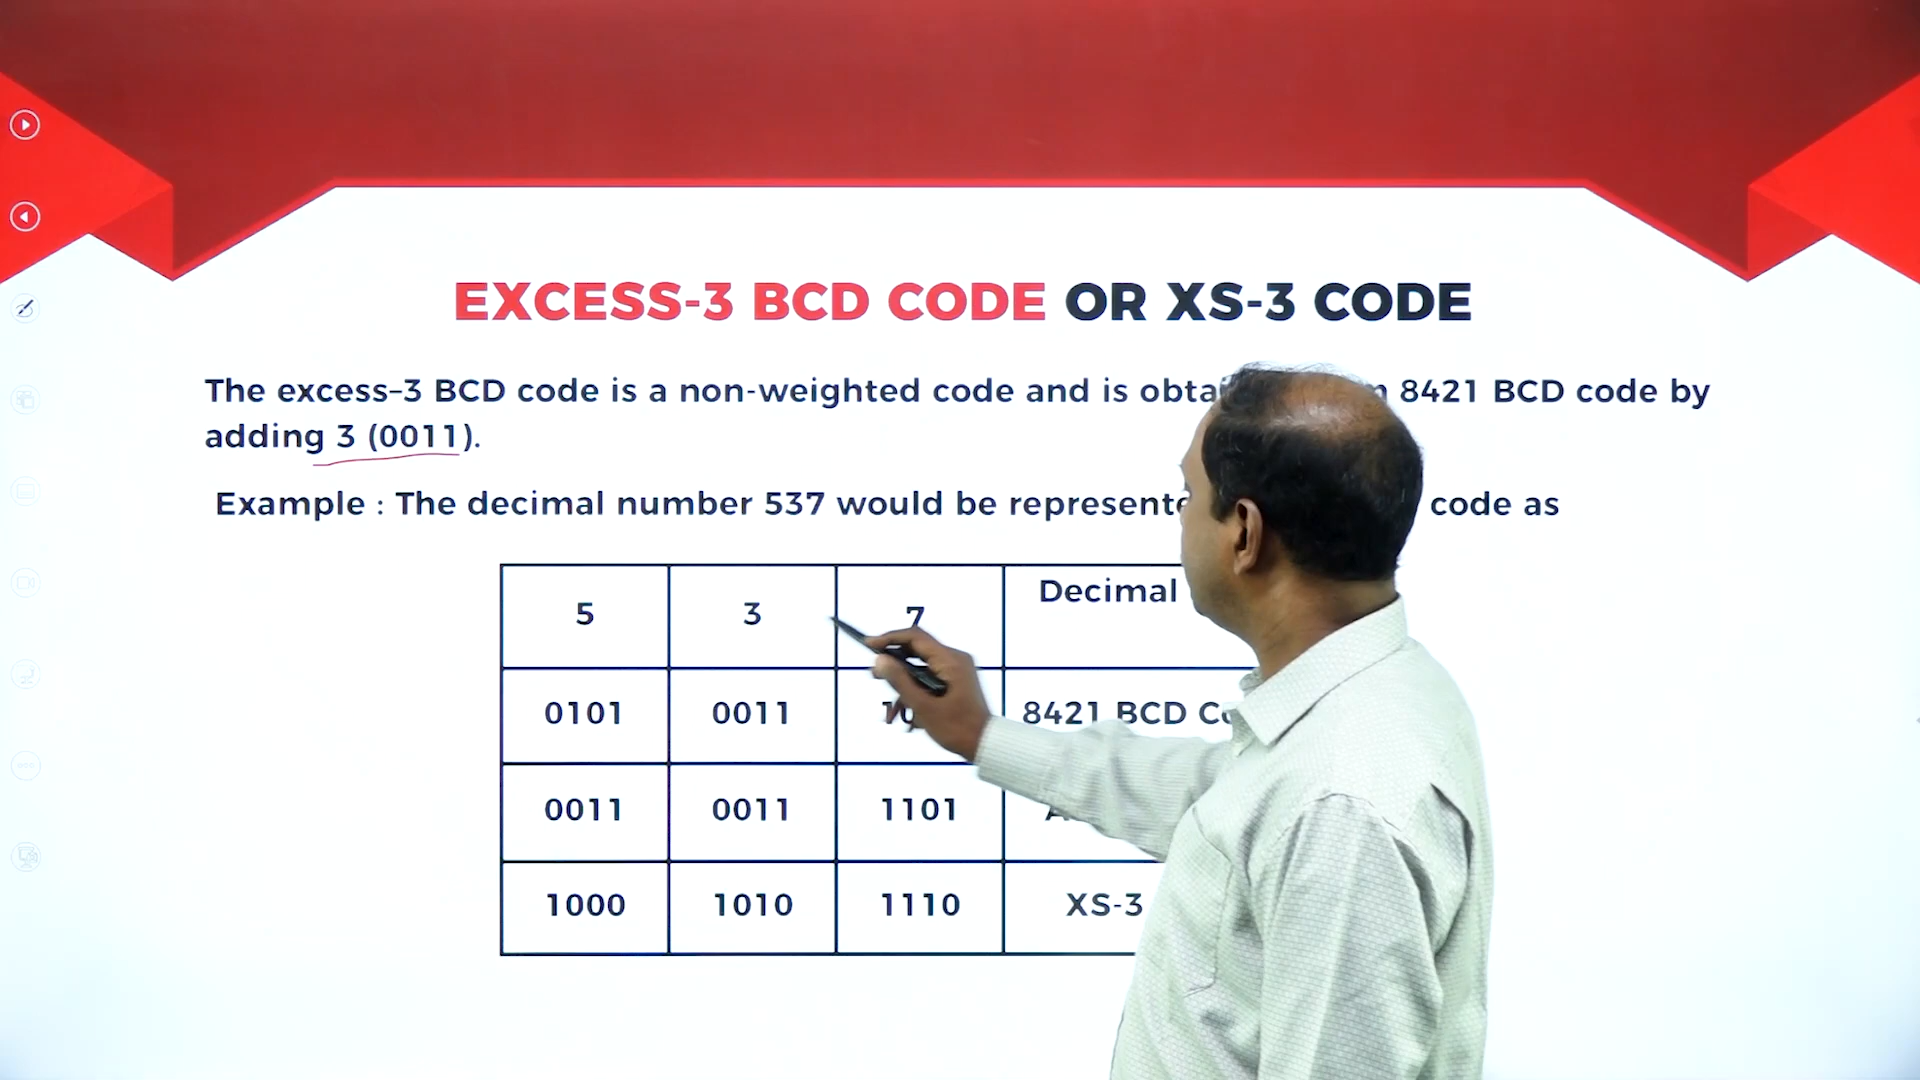 EXCESS-3 BCD CODE OR XS-3 CODE
The excess-3 BCD code is a non-weighted code and is 8421 BCD code by
adding 3 (0011).
Example : The decimal number 537 would be code as
5 3 7 Decimal
0101 0011 8421 BCD
0011 0011 1101
1000 1010 1110 XS-3